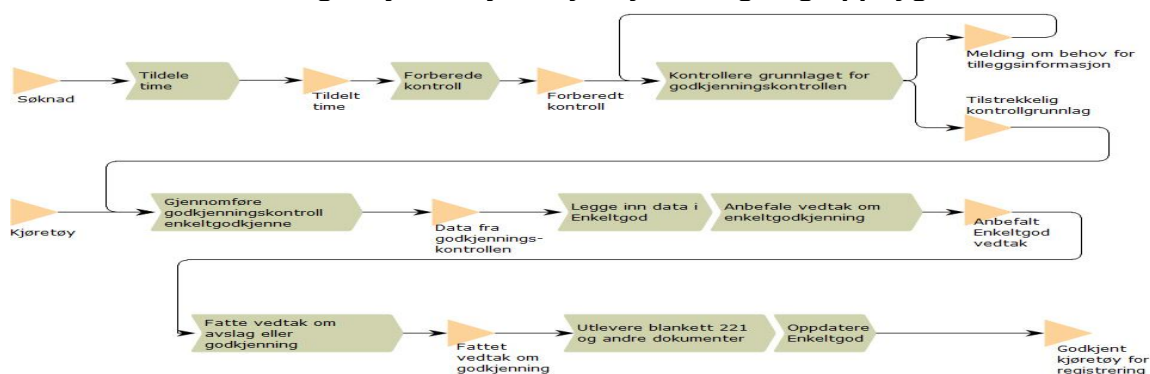 Tildele
time
Søknad
Tildelt
time
Forberede
kontroll
Forberedt
kontroll
Kontrollere grunnlaget for
godkjenningskontrollen
Melding om behov for
tilleggsinformasjon
Tilstrekkelig
kontrollgrunnlag
Kjøretøy
Gjennomføre
godkjenningskontroll
enkeltgodkjenne
Data fra
godkjennings-
kontrollen
Legge inn data i
Enkeltgod
Anbefale vedtak om
enkeltgodkjenning
Anbefalt
Enkeltgod
vedtak
Fatte vedtak om
avslag eller
godkjenning
Fattet
vedtak om
godkjenning
Utlevere blankett 221
og andre dokumenter
Oppdatere
Enkeltgod
Godkjent
kjøretøy for
registrering